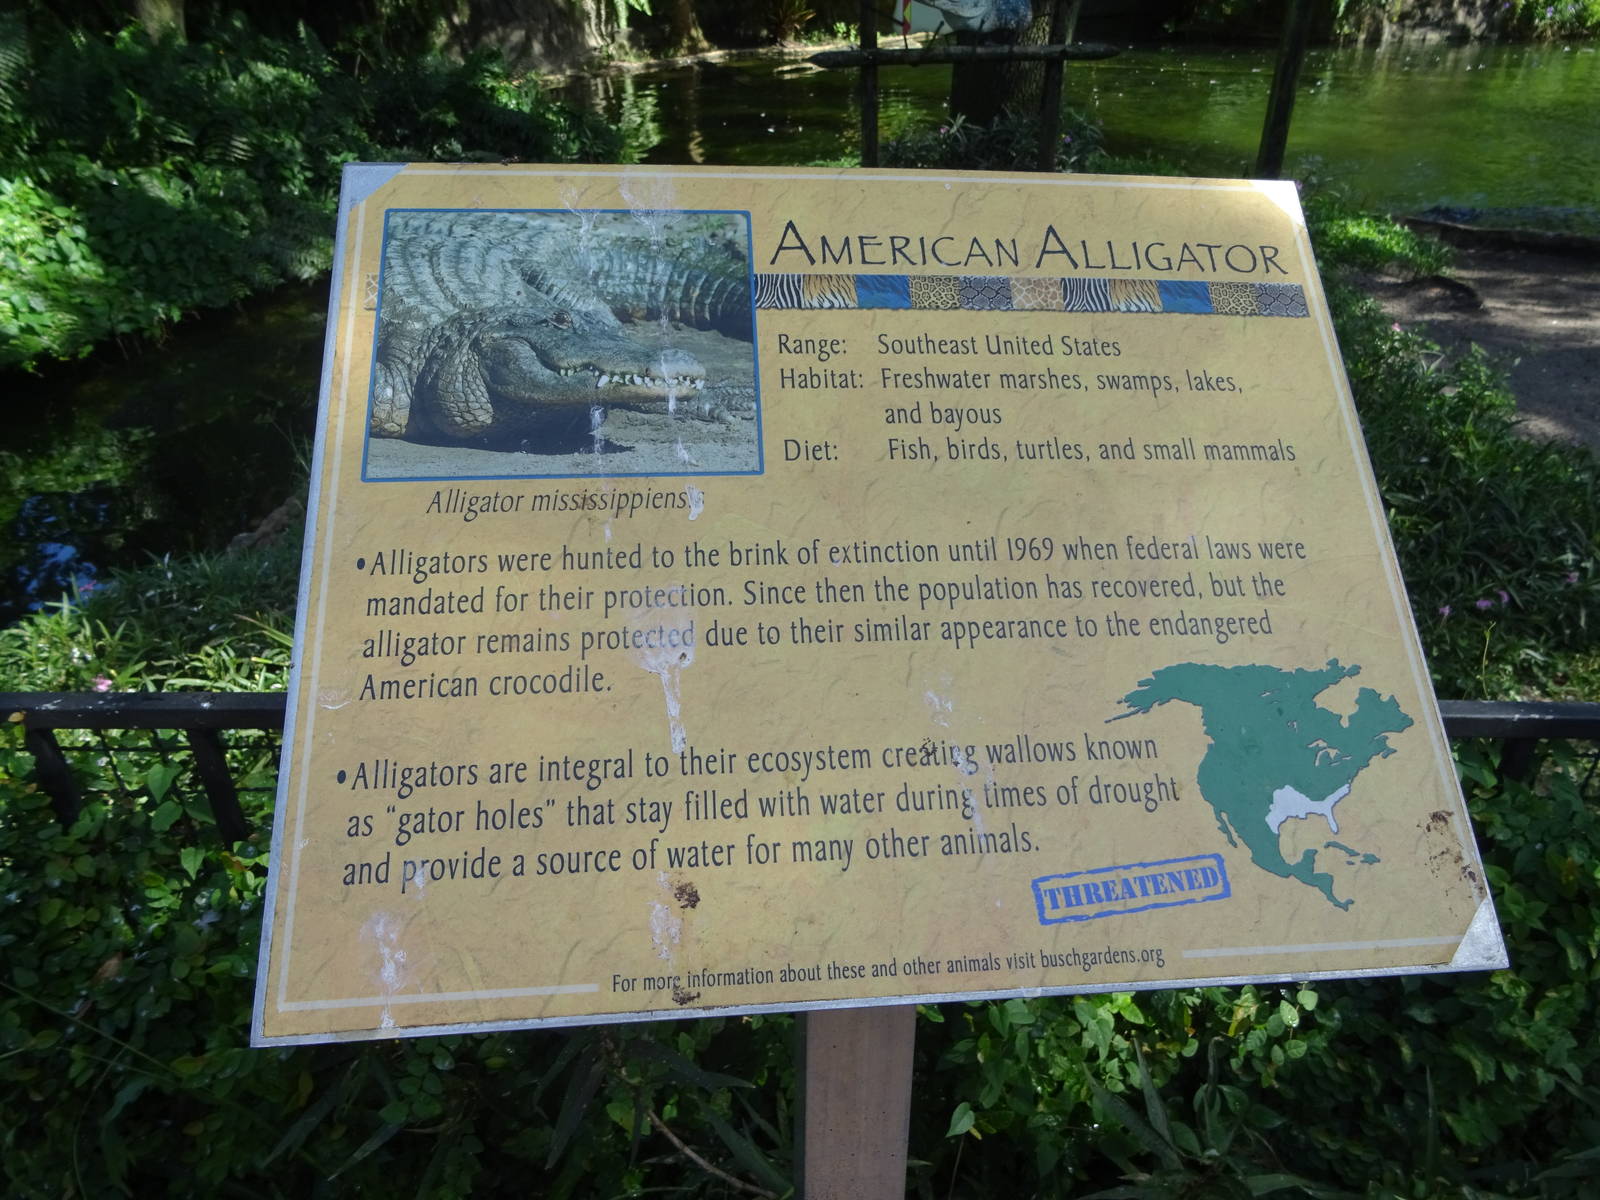 AMERICAN ALLIGATOR
Range: Southeast United States
Habitat: Freshwater marshes, swamps, lakes,
and bayous
Diet: Fish, birds, turtles, and small mammals
Alligator mississippiensis
•Alligators were hunted to the brink of extinction until 1969 when federal laws were
mandated for their protection. Since then the population has recovered, but the
alligator remains protected due to their similar appearance to the endangered
American crocodile.
•Alligators are integral to their ecosystem creating wallows known
as "gator holes" that stay filled with water during times of drought
and provide a source of water for many other animals.
THREATENED
For more information about these and other animals visit buschgardens.org